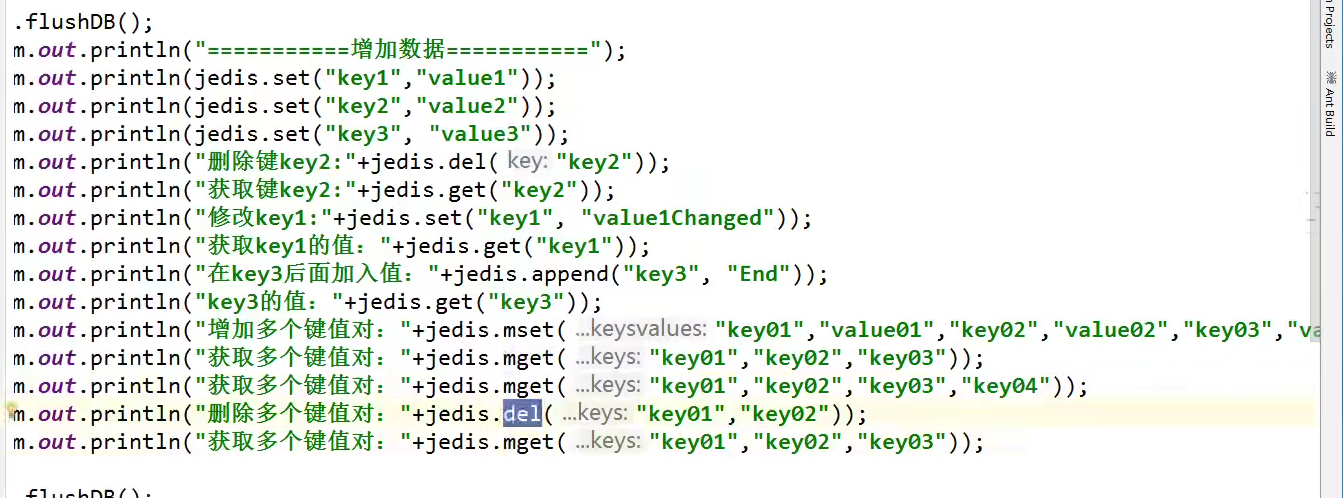 .flushDB();
m.out.println("===========增加数据===========");
m.out.println(jedis.set("key1","value1"));
m.out.println(jedis.set("key2","value2"));
m.out.println(jedis.set("key3", "value3"));
m.out.println("删除键key2:"+jedis.del( key: "key2"));
m.out.println("获取键key2:"+jedis.get("key2"));
m.out.println("修改key1:"+jedis.set("key1", "value1Changed"));
m.out.println("获取key1的值："+jedis.get("key1"));
m.out.println("在key3后面加入值："+jedis.append("key3", "End"));
m.out.println("key3的值："+jedis.get("key3"));
m.out.println("增加多个键值对："+jedis.mset( ...keysvalues: "key01","value01","key02","value02","key03","va
m.out.println("获取多个键值对："+jedis.mget( ...keys: "key01","key02","key03"));
m.out.println("获取多个键值对："+jedis.mget( ...keys: "key01","key02","key03","key04"));
m.out.println("删除多个键值对："+jedis.del( ...keys: "key01","key02"));
m.out.println("获取多个键值对："+jedis.mget( ...keys: "key01","key02","key03"));
.flushDB();
n Projects
Ant Build